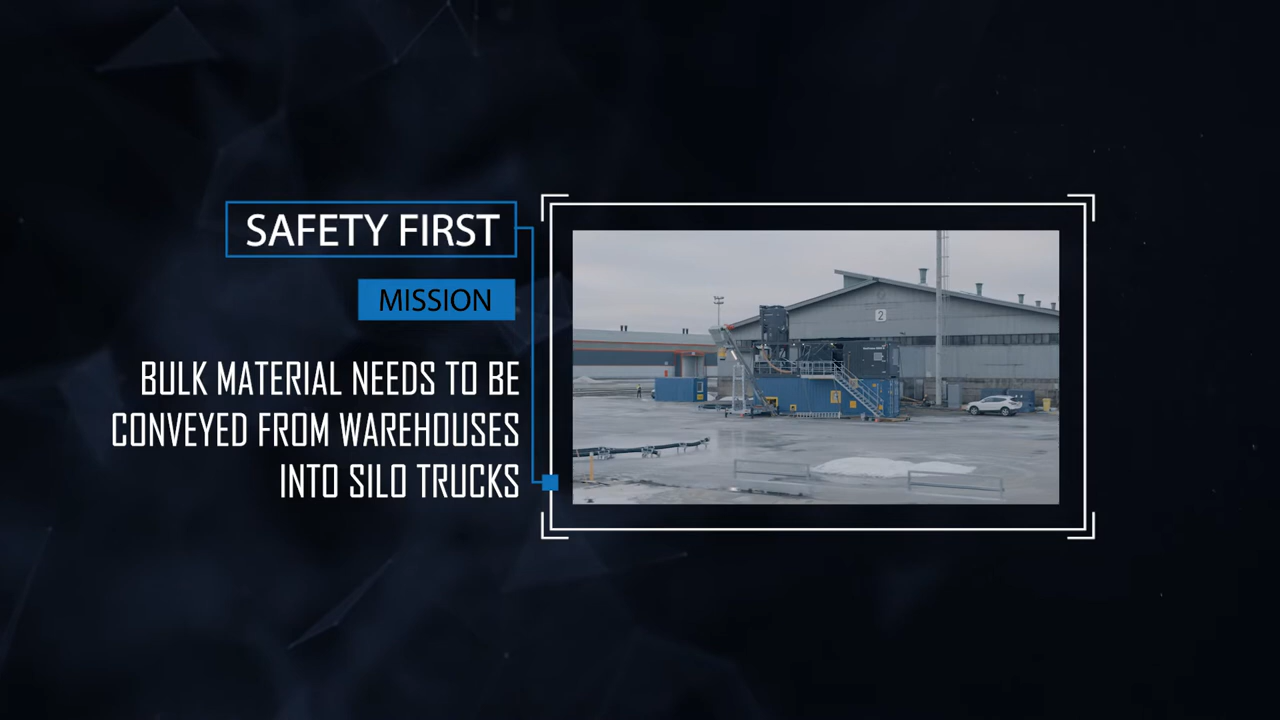 SAFETY FIRST
MISSION
BULK MATERIAL NEEDS TO BE
CONVEYED FROM WAREHOUSES
INTO SILO TRUCKS
2